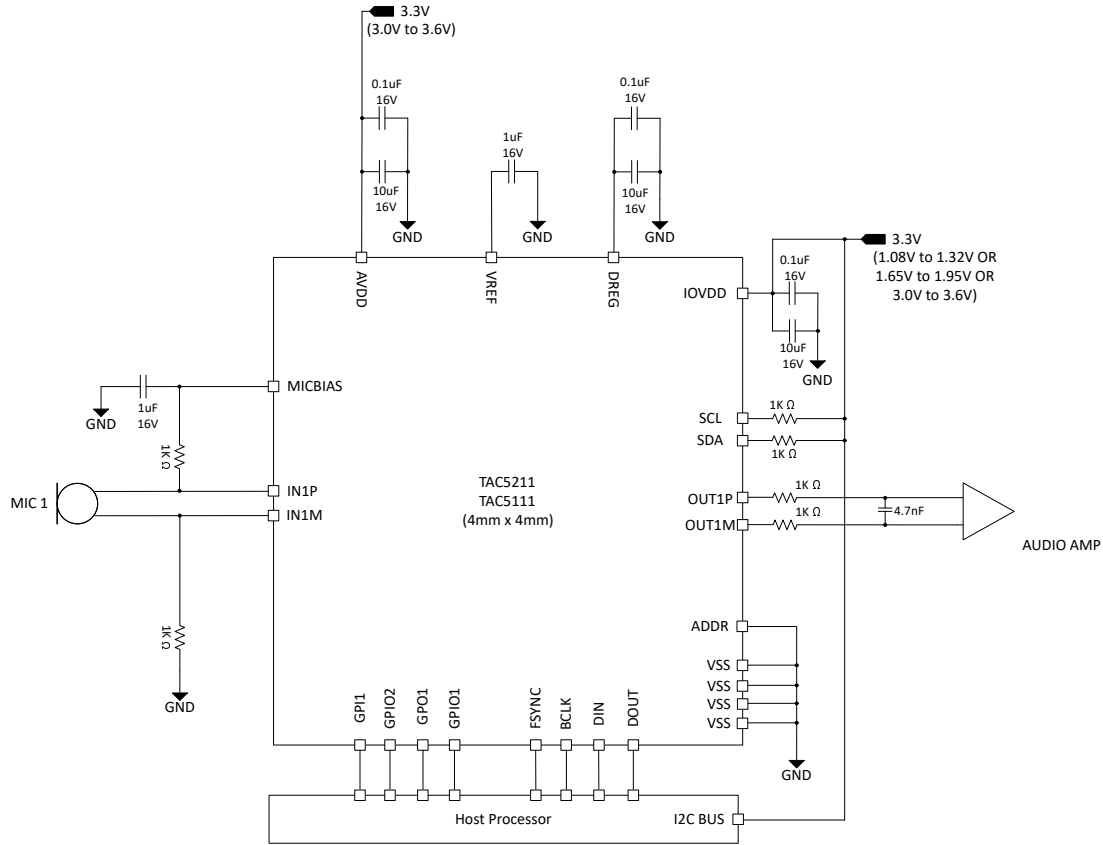 3.3V
(3.0V to 3.6V)
0.1uF
16V
10uF
16V
GND
1uF
16V
GND
0.1uF
16V
10uF
16V
GND
3.3V
(1.08V to 1.32V OR
1.65V to 1.95V OR
3.0V to 3.6V)
0.1uF
16V
10uF
16V
GND
AVDD
VREF
DREG
IOVDD
MICBIAS
1uF
16V
GND
1K Ω
MIC 1
IN1P
IN1M
1K Ω
GND
TAC5211
TAC5111
(4mm x 4mm)
SCL
1K Ω
SDA
1K Ω
OUT1P
1K Ω
OUT1M
1K Ω
4.7nF
AUDIO AMP
ADDR
VSS
VSS
VSS
VSS
GND
GPI1
GPIO2
GPO1
GPIO1
FSYNC
BCLK
DIN
DOUT
Host Processor
I2C BUS